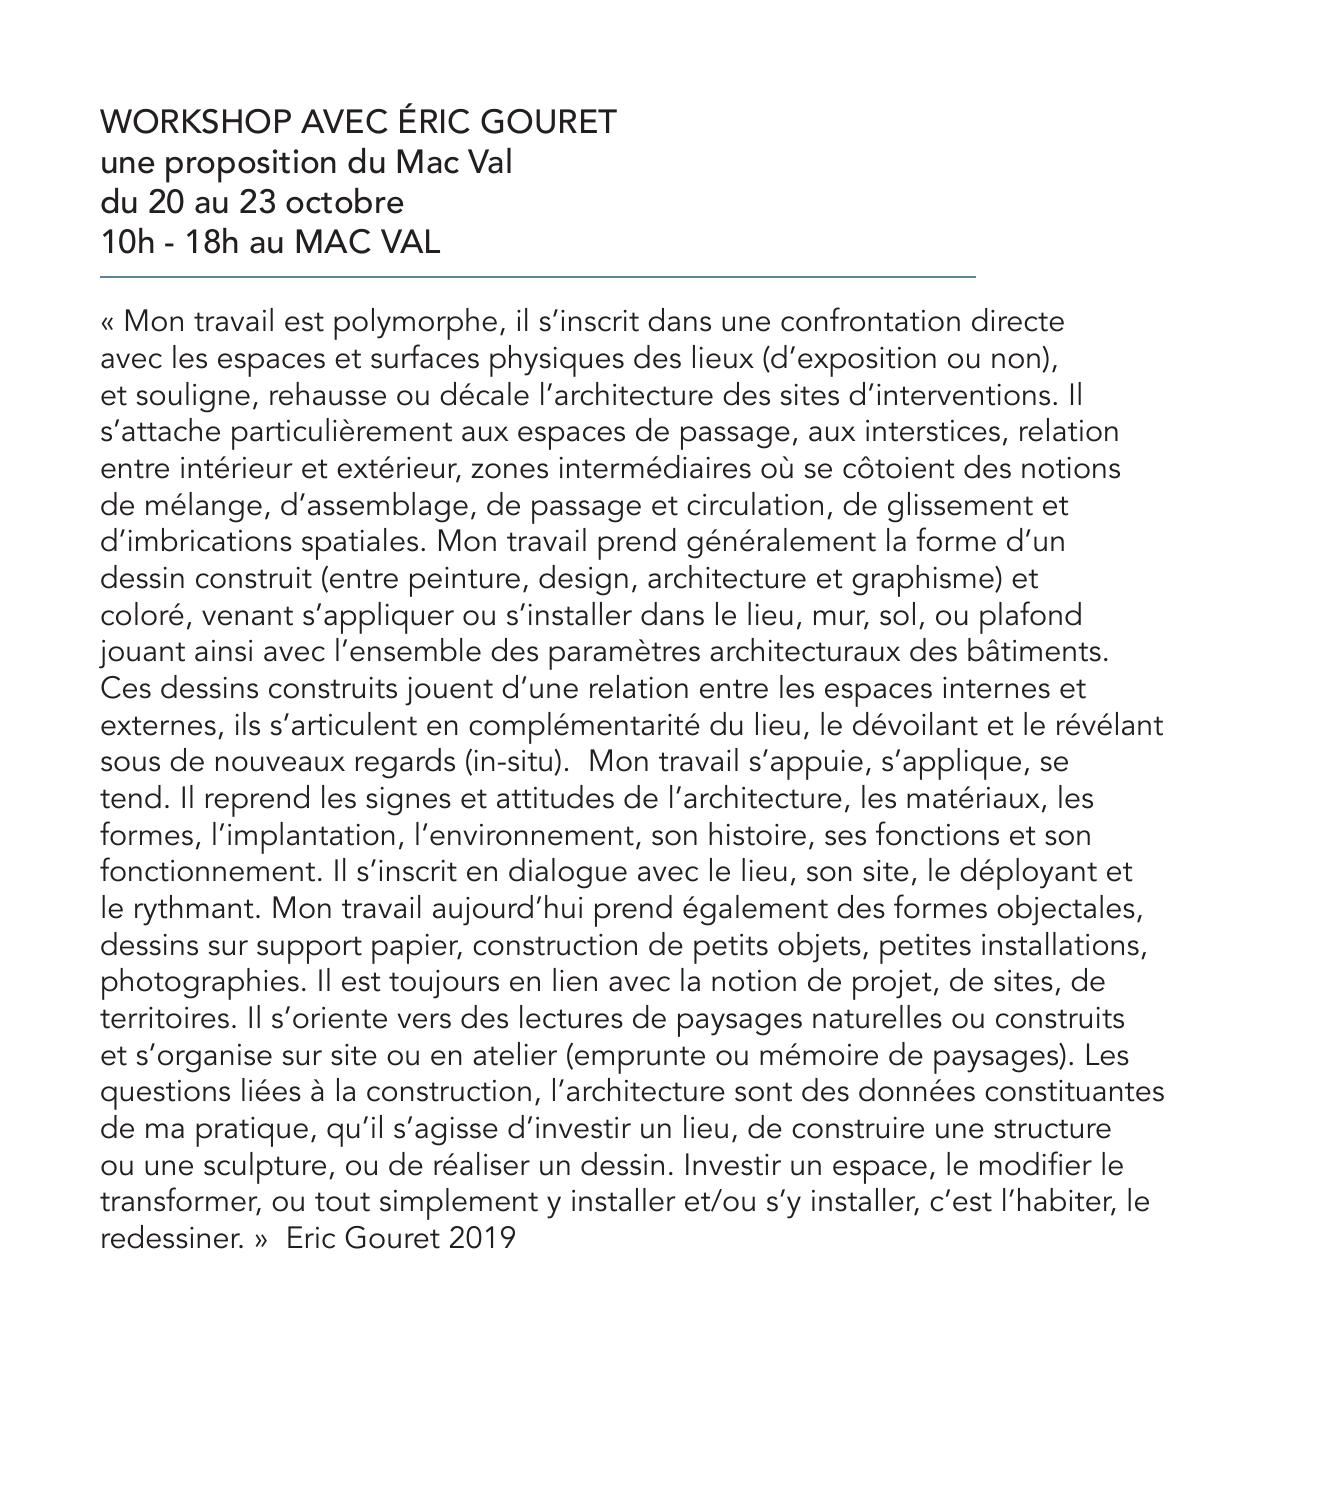 WORKSHOP AVEC ÉRIC GOURET
une proposition du Mac Val
du 20 au 23 octobre
10h - 18h au MAC VAL
« Mon travail est polymorphe, il s’inscrit dans une confrontation directe
avec les espaces et surfaces physiques des lieux (d’exposition ou non),
et souligne, rehausse ou décale l’architecture des sites d’interventions. Il
s’attache particulièrement aux espaces de passage, aux interstices, relation
entre intérieur et extérieur, zones intermédiaires où se côtoient des notions
de mélange, d’assemblage, de passage et circulation, de glissement et
d’imbrications spatiales. Mon travail prend généralement la forme d’un
dessin construit (entre peinture, design, architecture et graphisme) et
coloré, venant s’appliquer ou s’installer dans le lieu, mur, sol, ou plafond
jouant ainsi avec l’ensemble des paramètres architecturaux des bâtiments.
Ces dessins construits jouent d’une relation entre les espaces internes et
externes, ils s’articulent en complémentarité du lieu, le dévoilant et le révélant
sous de nouveaux regards (in-situ).  Mon travail s’appuie, s’applique, se
tend. Il reprend les signes et attitudes de l’architecture, les matériaux, les
formes, l’implantation, l’environnement, son histoire, ses fonctions et son
fonctionnement. Il s’inscrit en dialogue avec le lieu, son site, le déployant et
le rythmant. Mon travail aujourd’hui prend également des formes objectales,
dessins sur support papier, construction de petits objets, petites installations,
photographies. Il est toujours en lien avec la notion de projet, de sites, de
territoires. Il s’oriente vers des lectures de paysages naturelles ou construits
et s’organise sur site ou en atelier (emprunte ou mémoire de paysages). Les
questions liées à la construction, l’architecture sont des données constituantes
de ma pratique, qu’il s’agisse d’investir un lieu, de construire une structure
ou une sculpture, ou de réaliser un dessin. Investir un espace, le modifier le
transformer, ou tout simplement y installer et/ou s’y installer, c’est l’habiter, le
redessiner. »  Eric Gouret 2019